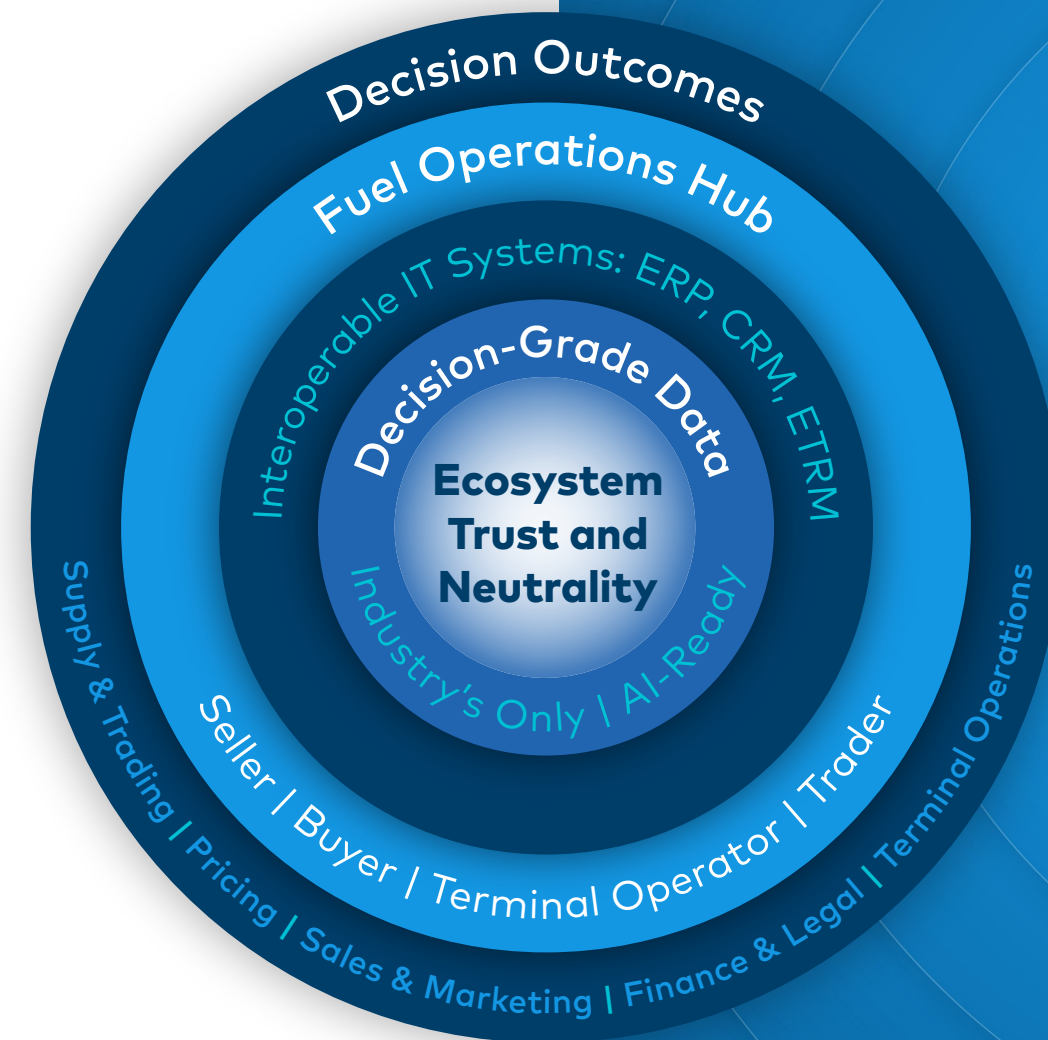 Decision Outcomes
Fuel Operations Hub
Interoperable IT Systems: ERP, CRM, ETRM
Decision-Grade Data
Ecosystem
Trust and
Neutrality
Industry's Only | AI-Ready
Seller | Buyer | Terminal Operator | Trader
Supply & Trading | Pricing | Sales & Marketing | Finance & Legal | Terminal Operations